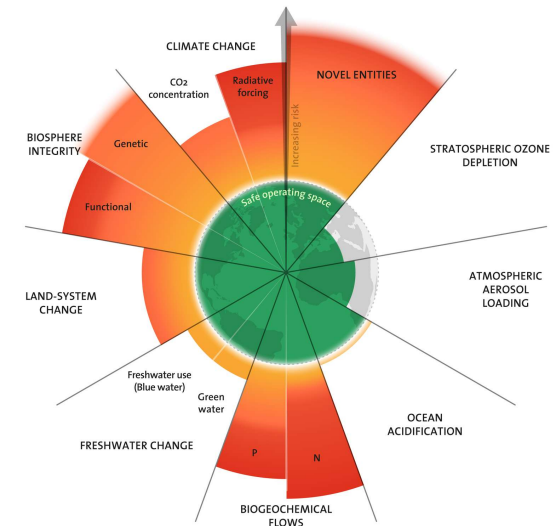 CLIMATE CHANGE
CO2
concentration
Radiative
forcing
Increasing risk
NOVEL ENTITIES
STRATOSPHERIC OZONE
DEPLETION
BIOSPHERE
INTEGRITY
Genetic
Functional
Safe operating space
ATMOSPHERIC
AEROSOL
LOADING
LAND-SYSTEM
CHANGE
Freshwater use
(Blue water)
Green
water
FRESHWATER CHANGE
OCEAN
ACIDIFICATION
P
N
BIOGEOCHEMICAL
FLOWS